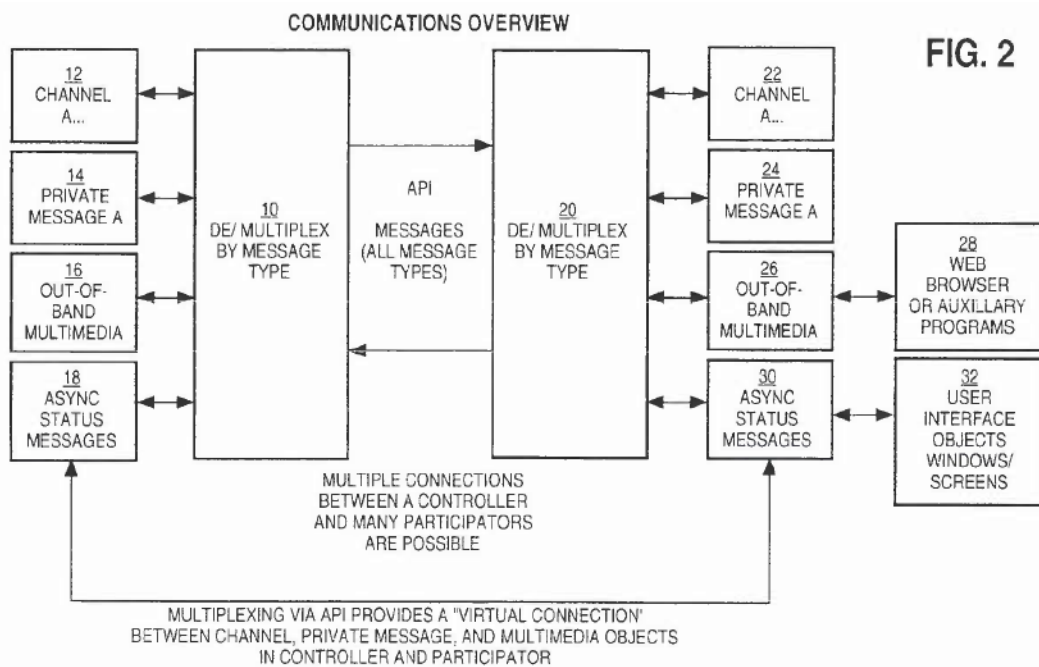 COMMUNICATIONS OVERVIEW
FIG. 2
12
CHANNEL
A...
14
PRIVATE
MESSAGE A
16
OUT-OF-
BAND
MULTIMEDIA
18
ASYNC
STATUS
MESSAGES
10
DE/ MULTIPLEX
BY MESSAGE
TYPE
API
MESSAGES
(ALL MESSAGE
TYPES)
20
DE/ MULTIPLEX
BY MESSAGE
TYPE
22
CHANNEL
A...
24
PRIVATE
MESSAGE A
26
OUT-OF-
BAND
MULTIMEDIA
30
ASYNC
STATUS
MESSAGES
28
WEB
BROWSER
OR AUXILLARY
PROGRAMS
32
USER
INTERFACE
OBJECTS
WINDOWS/
SCREENS
MULTIPLE CONNECTIONS
BETWEEN A CONTROLLER
AND MANY PARTICIPATORS
ARE POSSIBLE
MULTIPLEXING VIA API PROVIDES A "VIRTUAL CONNECTION'
BETWEEN CHANNEL, PRIVATE MESSAGE, AND MULTIMEDIA OBJECTS
IN CONTROLLER AND PARTICIPATOR